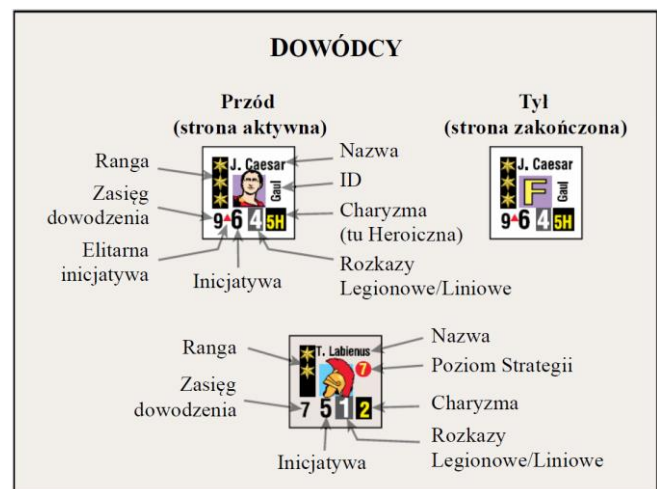 DOWÓDCY
Przód
(strona aktywna)
Tył
(strona zakończona)
Ranga
Zasięg
dowodzenia
Elitarna
inicjatywa
Inicjatywa
J. Caesar
Gaul
9 6 4 5H
Nazwa
ID
Charyzma
(tu Heroiczna)
Rozkazy
Legionowe/Liniowe
J. Caesar
F
Gaul
9 6 4 5H
Ranga
Zasięg
dowodzenia
Inicjatywa
T. Labienus
7
7 5 1 2
Nazwa
Poziom Strategii
Charyzma
Rozkazy
Legionowe/Liniowe